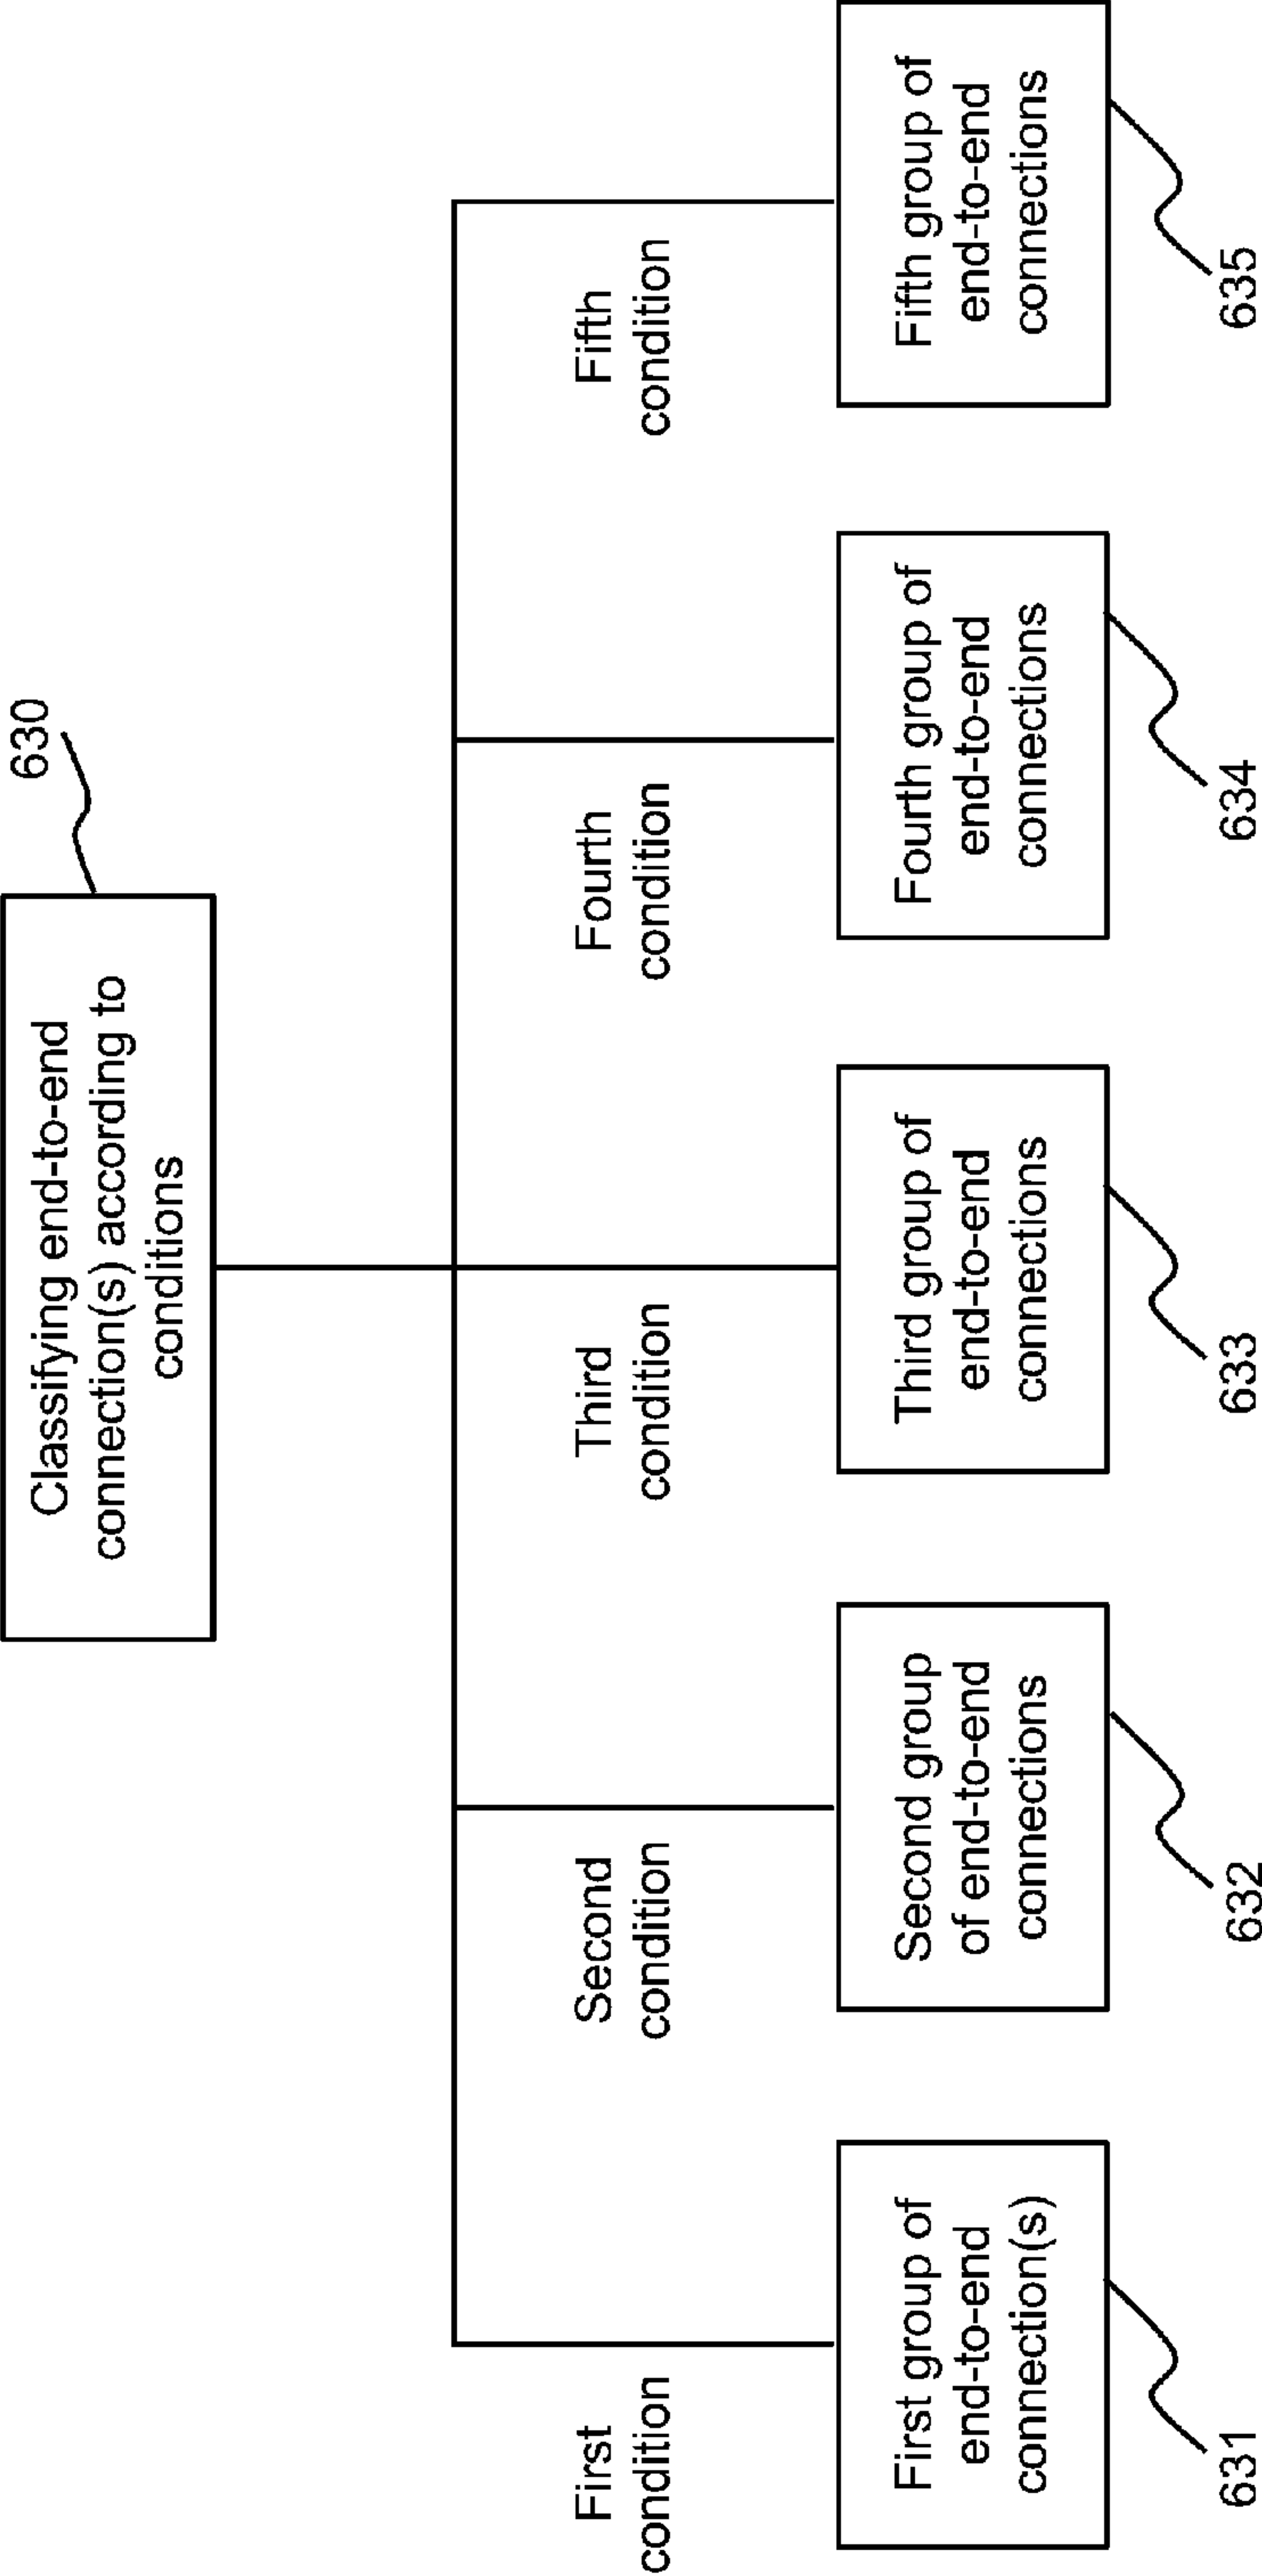 630
Classifying end-to-end
connection(s) according to
conditions
First
condition
Second
condition
Third
condition
Fourth
condition
Fifth
condition
First group of
end-to-end
connection(s)
Second group
of end-to-end
connections
Third group of
end-to-end
connections
Fourth group of
end-to-end
connections
Fifth group of
end-to-end
connections
631
632
633
634
635